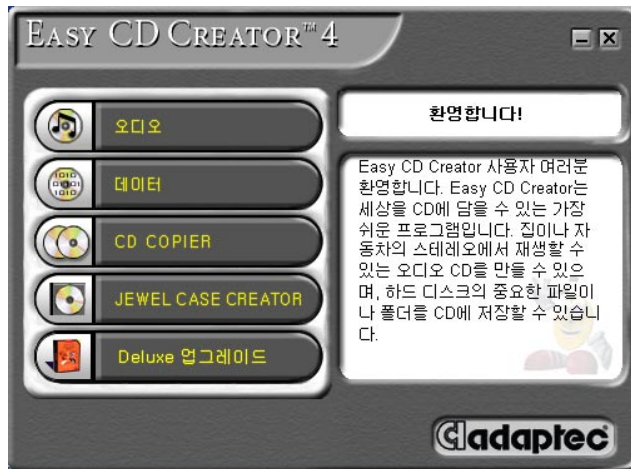 EASY CD CREATOR™ 4
오디오
데이터
CD COPIER
JEWEL CASE CREATOR
Deluxe 업그레이드
환영합니다!
Easy CD Creator 사용자 여러분
환영합니다. Easy CD Creator는
세상을 CD에 담을 수 있는 가장
쉬운 프로그램입니다. 집이나 자
동차의 스테레오에서 재생할 수
있는 오디오 CD를 만들 수 있으
며, 하드 디스크의 중요한 파일이
나 폴더를 CD에 저장할 수 있습니
다.
adaptec